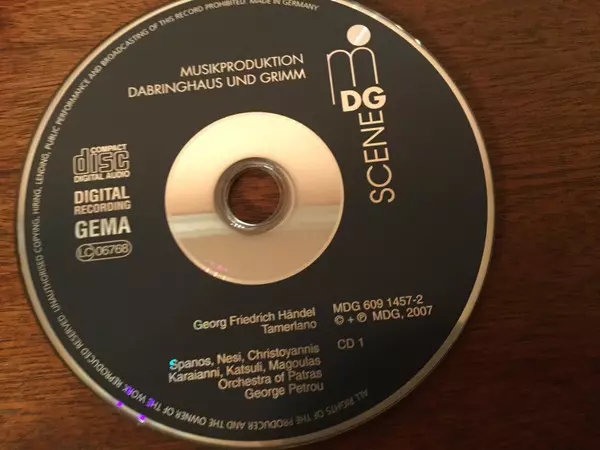 MUSIKPRODUKTION
DABRINGHAUS UND GRIMM
mDG
SCENE
COMPACT
disc
DIGITAL AUDIO
DIGITAL
RECORDING
GEMA
LC 06768
Georg Friedrich Händel
Tamerlano
MDG 609 1457-2
© + ℗ MDG, 2007
CD 1
Spanos, Nesi, Christoyannis
Karaianni, Katsuli, Magoulas
Orchestra of Patras
George Petrou
ALL RIGHTS OF THE PRODUCER AND THE OWNER OF THE WORK REPRODUCED RESERVED. UNAUTHORISED COPYING, HIRING, LENDING, PUBLIC PERFORMANCE AND BROADCASTING OF THIS RECORD PROHIBITED. MADE IN GERMANY